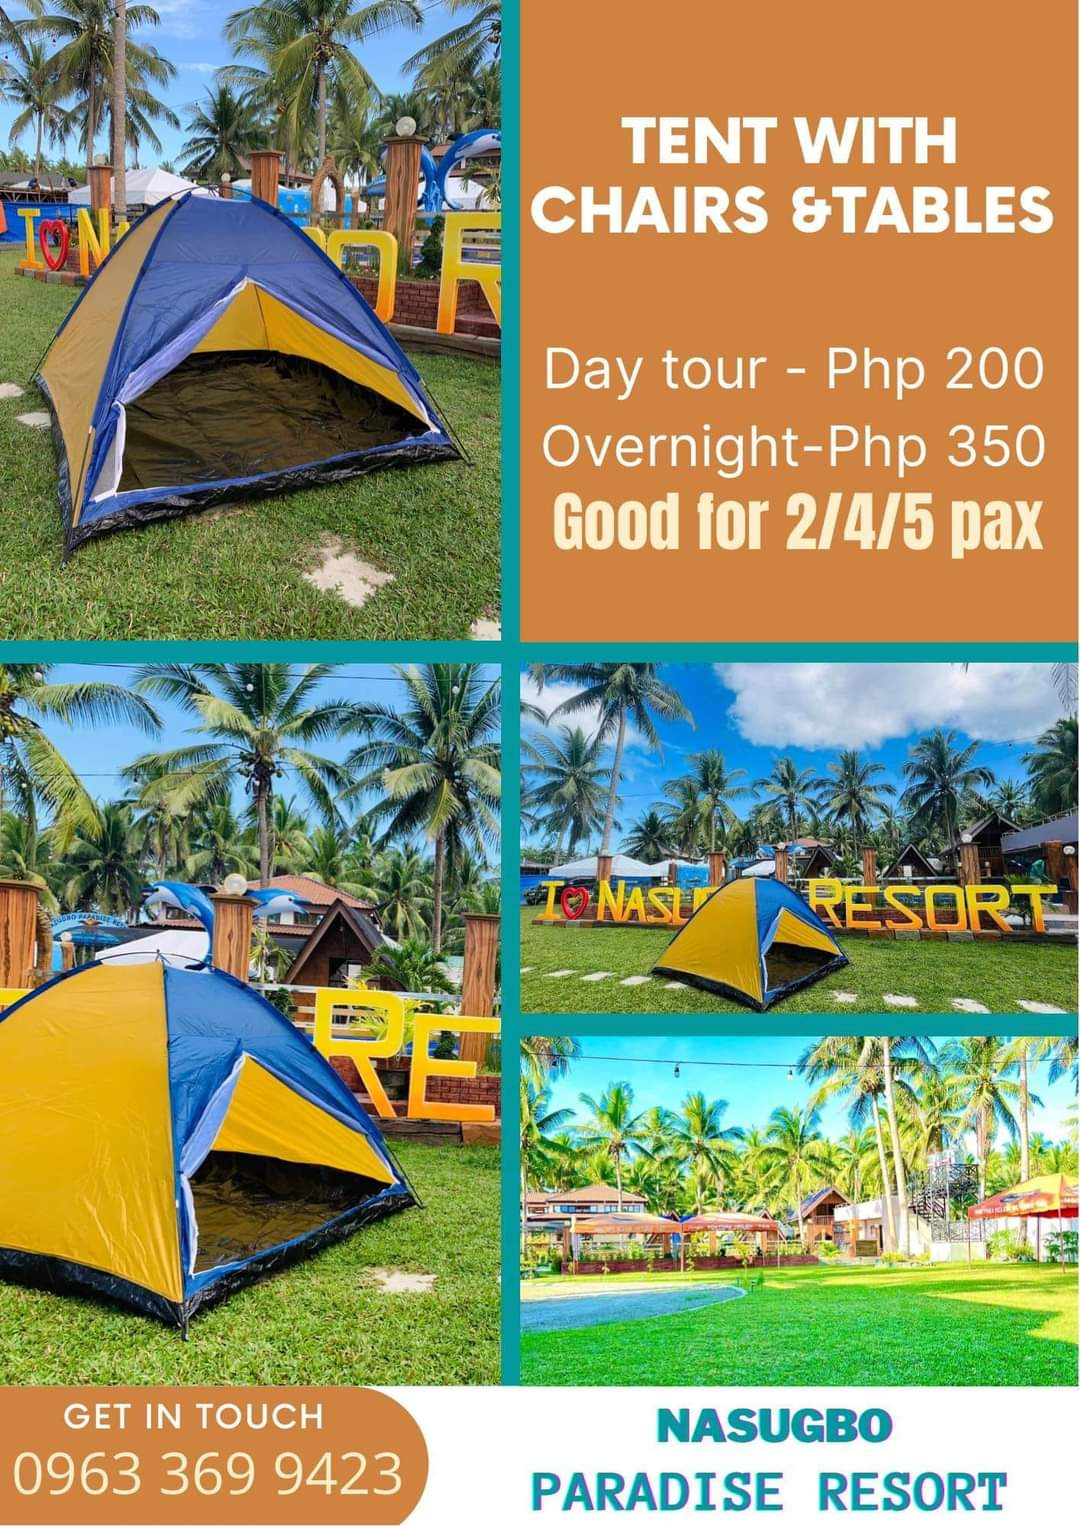 I ❤ N
O R
TENT WITH
CHAIRS &TABLES
Day tour - Php 200
Overnight-Php 350
Good for 2/4/5 pax
RE
I ❤ NASU RESORT
GET IN TOUCH
0963 369 9423
NASUGBO
PARADISE RESORT